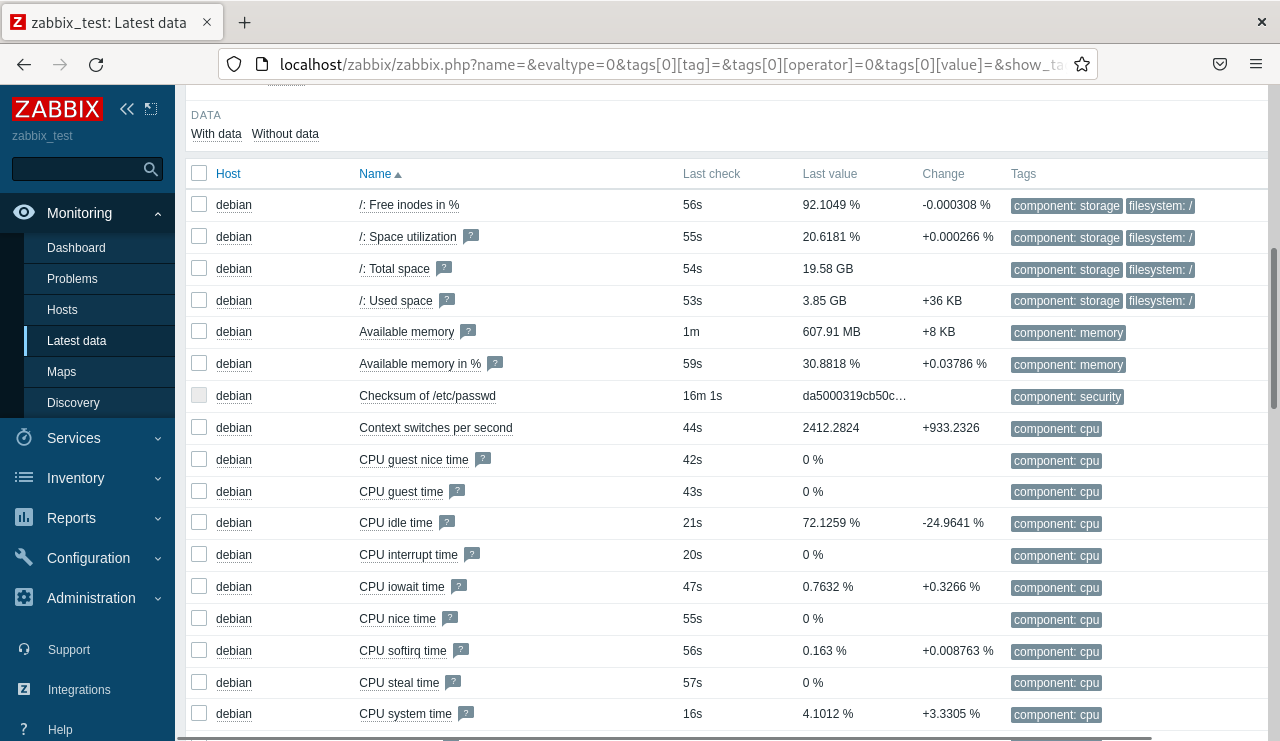 zabbix_test: Latest data
localhost/zabbix/zabbix.php?name=&evaltype=0&tags[0][tag]=&tags[0][operator]=0&tags[0][value]=&show_ta
ZABBIX
zabbix_test
Monitoring
Dashboard
Problems
Hosts
Latest data
Maps
Discovery
Services
Inventory
Reports
Configuration
Administration
Support
Integrations
? Help
DATA
With data Without data
Host Name Last check Last value Change Tags
debian /: Free inodes in % 56s 92.1049 % -0.000308 % component: storage filesystem: /
debian /: Space utilization ? 55s 20.6181 % +0.000266 % component: storage filesystem: /
debian /: Total space ? 54s 19.58 GB component: storage filesystem: /
debian /: Used space ? 53s 3.85 GB +36 KB component: storage filesystem: /
debian Available memory ? 1m 607.91 MB +8 KB component: memory
debian Available memory in % ? 59s 30.8818 % +0.03786 % component: memory
debian Checksum of /etc/passwd 16m 1s da5000319cb50c… component: security
debian Context switches per second 44s 2412.2824 +933.2326 component: cpu
debian CPU guest nice time ? 42s 0 % component: cpu
debian CPU guest time ? 43s 0 % component: cpu
debian CPU idle time ? 21s 72.1259 % -24.9641 % component: cpu
debian CPU interrupt time ? 20s 0 % component: cpu
debian CPU iowait time ? 47s 0.7632 % +0.3266 % component: cpu
debian CPU nice time ? 55s 0 % component: cpu
debian CPU softirq time ? 56s 0.163 % +0.008763 % component: cpu
debian CPU steal time ? 57s 0 % component: cpu
debian CPU system time ? 16s 4.1012 % +3.3305 % component: cpu